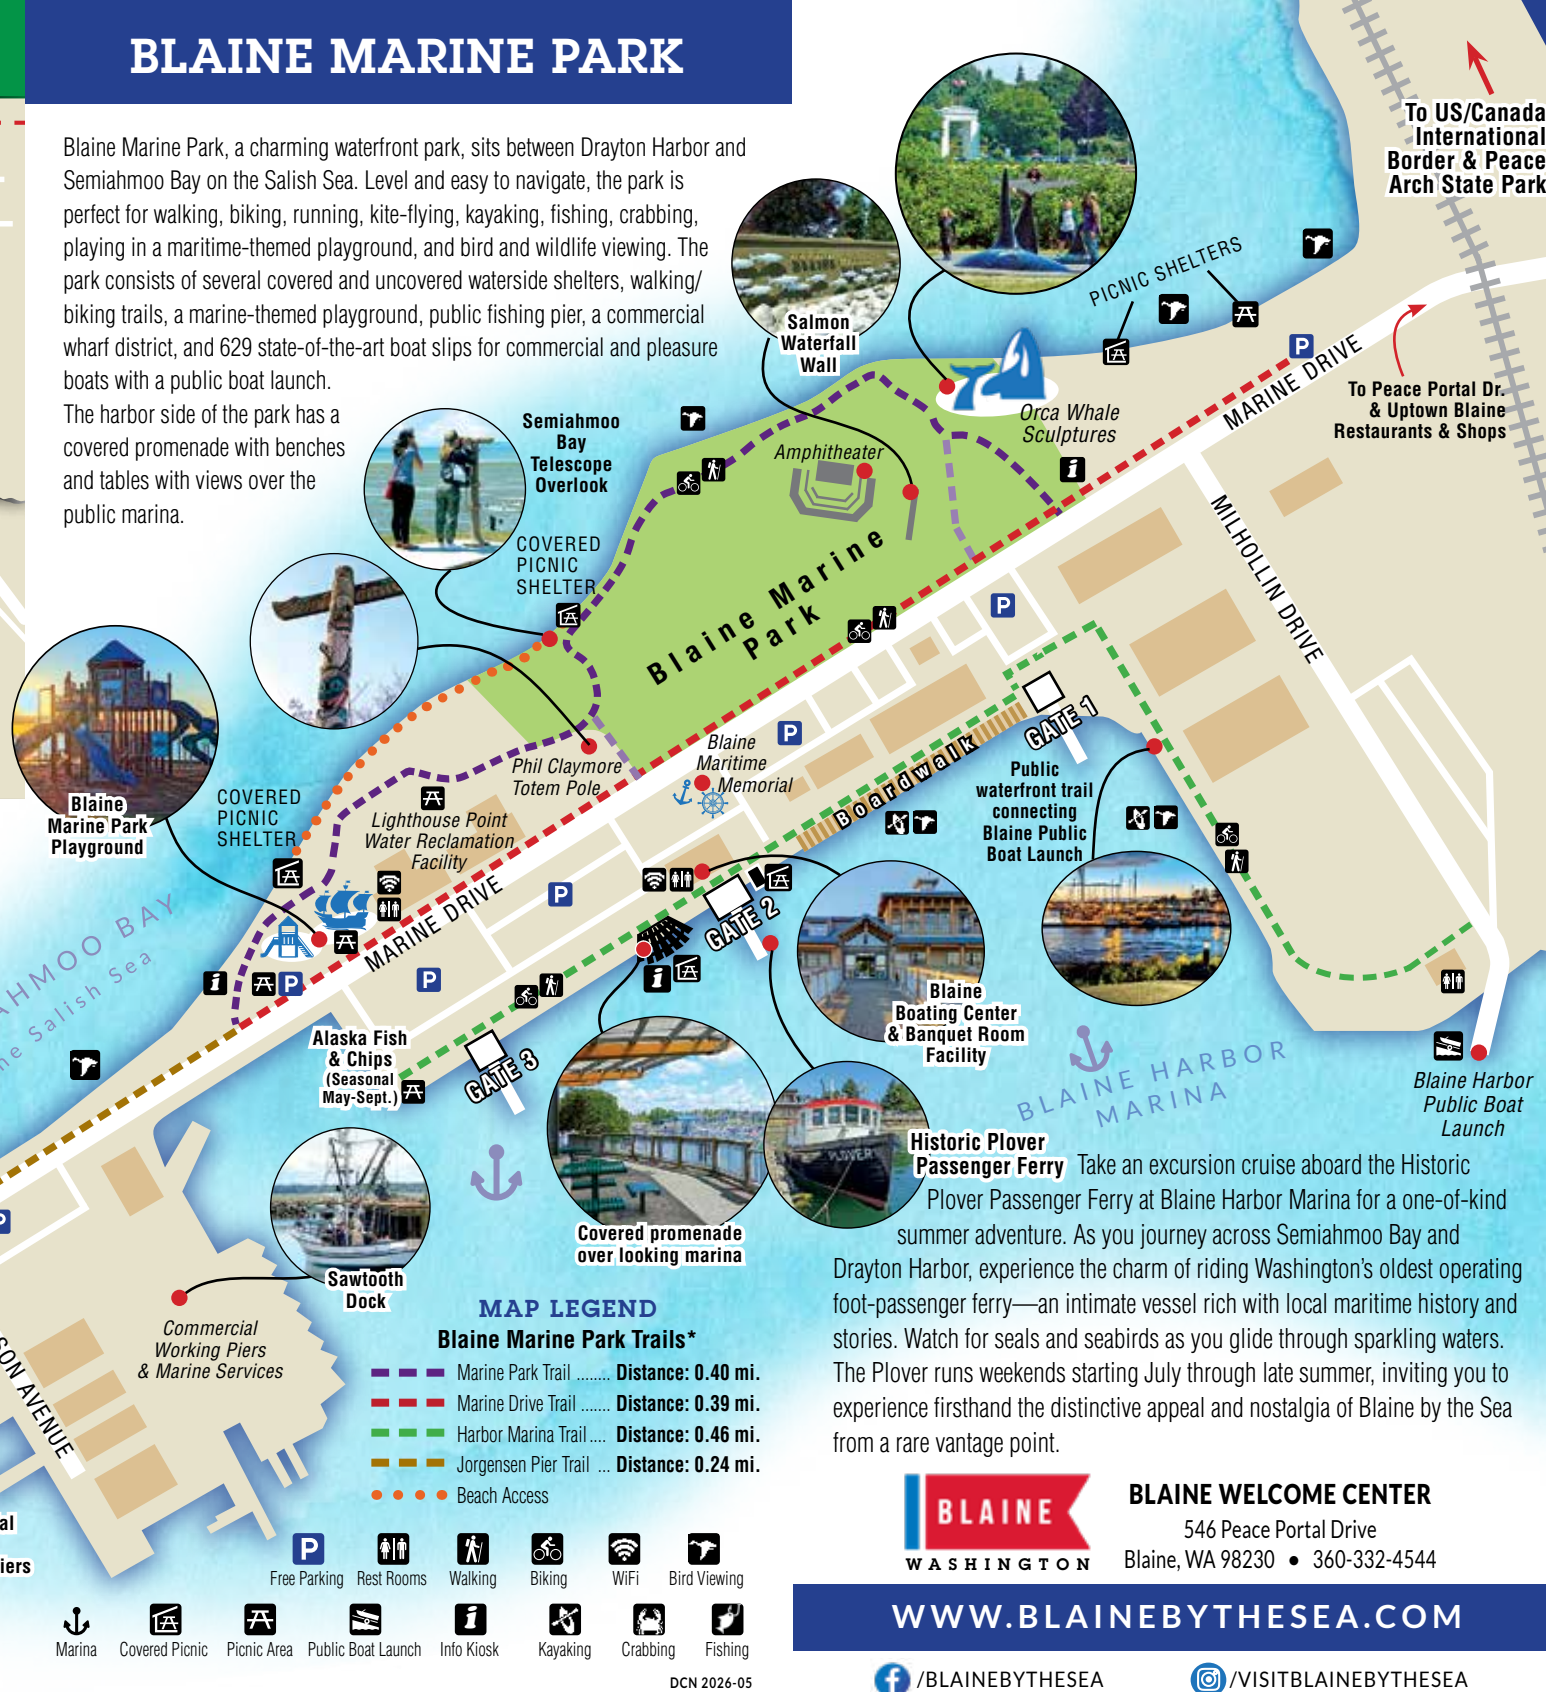 BLAINE MARINE PARK
Blaine Marine Park, a charming waterfront park, sits between Drayton Harbor and
Semiahmoo Bay on the Salish Sea. Level and easy to navigate, the park is
perfect for walking, biking, running, kite-flying, kayaking, fishing, crabbing,
playing in a maritime-themed playground, and bird and wildlife viewing. The
park consists of several covered and uncovered waterside shelters, walking/
biking trails, a marine-themed playground, public fishing pier, a commercial
wharf district, and 629 state-of-the-art boat slips for commercial and pleasure
boats with a public boat launch.
The harbor side of the park has a
covered promenade with benches
and tables with views over the
public marina.
To US/Canada
International
Border & Peace
Arch State Park
PICNIC SHELTERS
Salmon
Waterfall
Wall
P
MARINE DRIVE
To Peace Portal Dr.
& Uptown Blaine
Restaurants & Shops
Orca Whale
Sculptures
Semiahmoo
Bay
Telescope
Overlook
Amphitheater
i
COVERED
PICNIC
SHELTER
MILHOLLIN DRIVE
Blaine Marine
Park
P
GATE 1
P
Blaine
Maritime
Memorial
Boardwalk
Phil Claymore
Totem Pole
Public
waterfront trail
connecting
Blaine Public
Boat Launch
Blaine
Marine Park
Playground
COVERED
PICNIC
SHELTER
Lighthouse Point
Water Reclamation
Facility
MARINE DRIVE
P
GATE 2
AHMOO BAY
he Salish Sea
i
P
P
i
Blaine
Boating Center
& Banquet Room
Facility
Alaska Fish
& Chips
(Seasonal
May-Sept.)
GATE 3
BLAINE HARBOR
MARINA
Blaine Harbor
Public Boat
Launch
PLOVER
Historic Plover
Passenger Ferry
Take an excursion cruise aboard the Historic
Plover Passenger Ferry at Blaine Harbor Marina for a one-of-kind
summer adventure. As you journey across Semiahmoo Bay and
Drayton Harbor, experience the charm of riding Washington's oldest operating
foot-passenger ferry—an intimate vessel rich with local maritime history and
stories. Watch for seals and seabirds as you glide through sparkling waters.
The Plover runs weekends starting July through late summer, inviting you to
experience firsthand the distinctive appeal and nostalgia of Blaine by the Sea
from a rare vantage point.
P
Covered promenade
over looking marina
Sawtooth
Dock
Commercial
Working Piers
& Marine Services
SON AVENUE
al
iers
MAP LEGEND
Blaine Marine Park Trails*
Marine Park Trail ........ Distance: 0.40 mi.
Marine Drive Trail ....... Distance: 0.39 mi.
Harbor Marina Trail .... Distance: 0.46 mi.
Jorgensen Pier Trail ... Distance: 0.24 mi.
Beach Access
P
Free Parking Rest Rooms Walking Biking WiFi Bird Viewing
i
Marina Covered Picnic Picnic Area Public Boat Launch Info Kiosk Kayaking Crabbing Fishing
DCN 2026-05
BLAINE
WASHINGTON
BLAINE WELCOME CENTER
546 Peace Portal Drive
Blaine, WA 98230 • 360-332-4544
WWW.BLAINEBYTHESEA.COM
/BLAINEBYTHESEA
/VISITBLAINEBYTHESEA